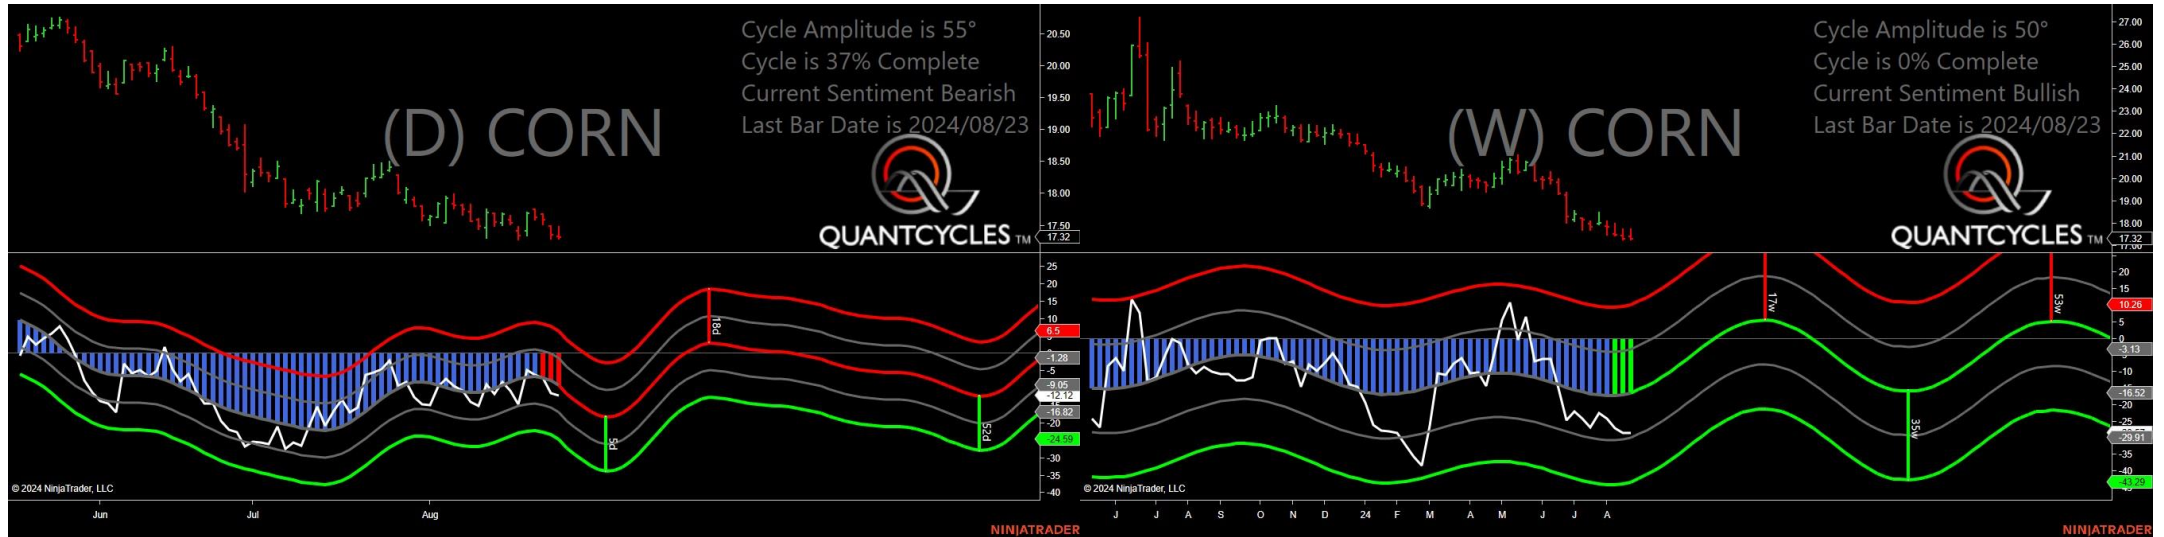 Cycle Amplitude is 55°
Cycle is 37% Complete
Current Sentiment Bearish
Last Bar Date is 2024/08/23
(D) CORN
QUANTCYCLES TM
20.50
20.00
19.50
19.00
18.50
18.00
17.50
17.32
25
20
15
10
6.5
-1.28
-5
-9.05
-12.12
-16.82
-20
-24.59
-30
-35
-40
5d
18d
52d
© 2024 NinjaTrader, LLC
Jun Jul Aug
NINJATRADER
Cycle Amplitude is 50°
Cycle is 0% Complete
Current Sentiment Bullish
Last Bar Date is 2024/08/23
(W) CORN
QUANTCYCLES TM
27.00
26.00
25.00
24.00
23.00
22.00
21.00
20.00
19.00
18.00
17.32
20
15
10.26
5
0
-3.13
-10
-16.52
-20
-25
-29.91
-35
-40
-43.29
17w
35w
53w
© 2024 NinjaTrader, LLC
J J A S O N D 24 F M A M J J A
NINJATRADER